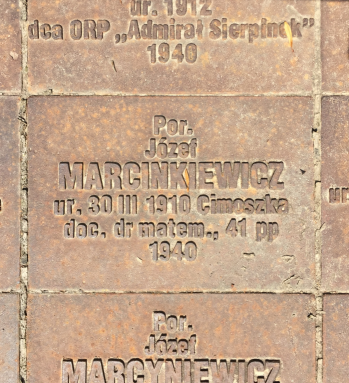 ur. 1912
dca ORP „Admirał Sierpinek”
1940
Por.
Józef
MARCINKIEWICZ
ur. 30 III 1910 Cimoszka
doc. dr matem., 41 pp
1940
Por.
Józef
MARCYNIEWICZ